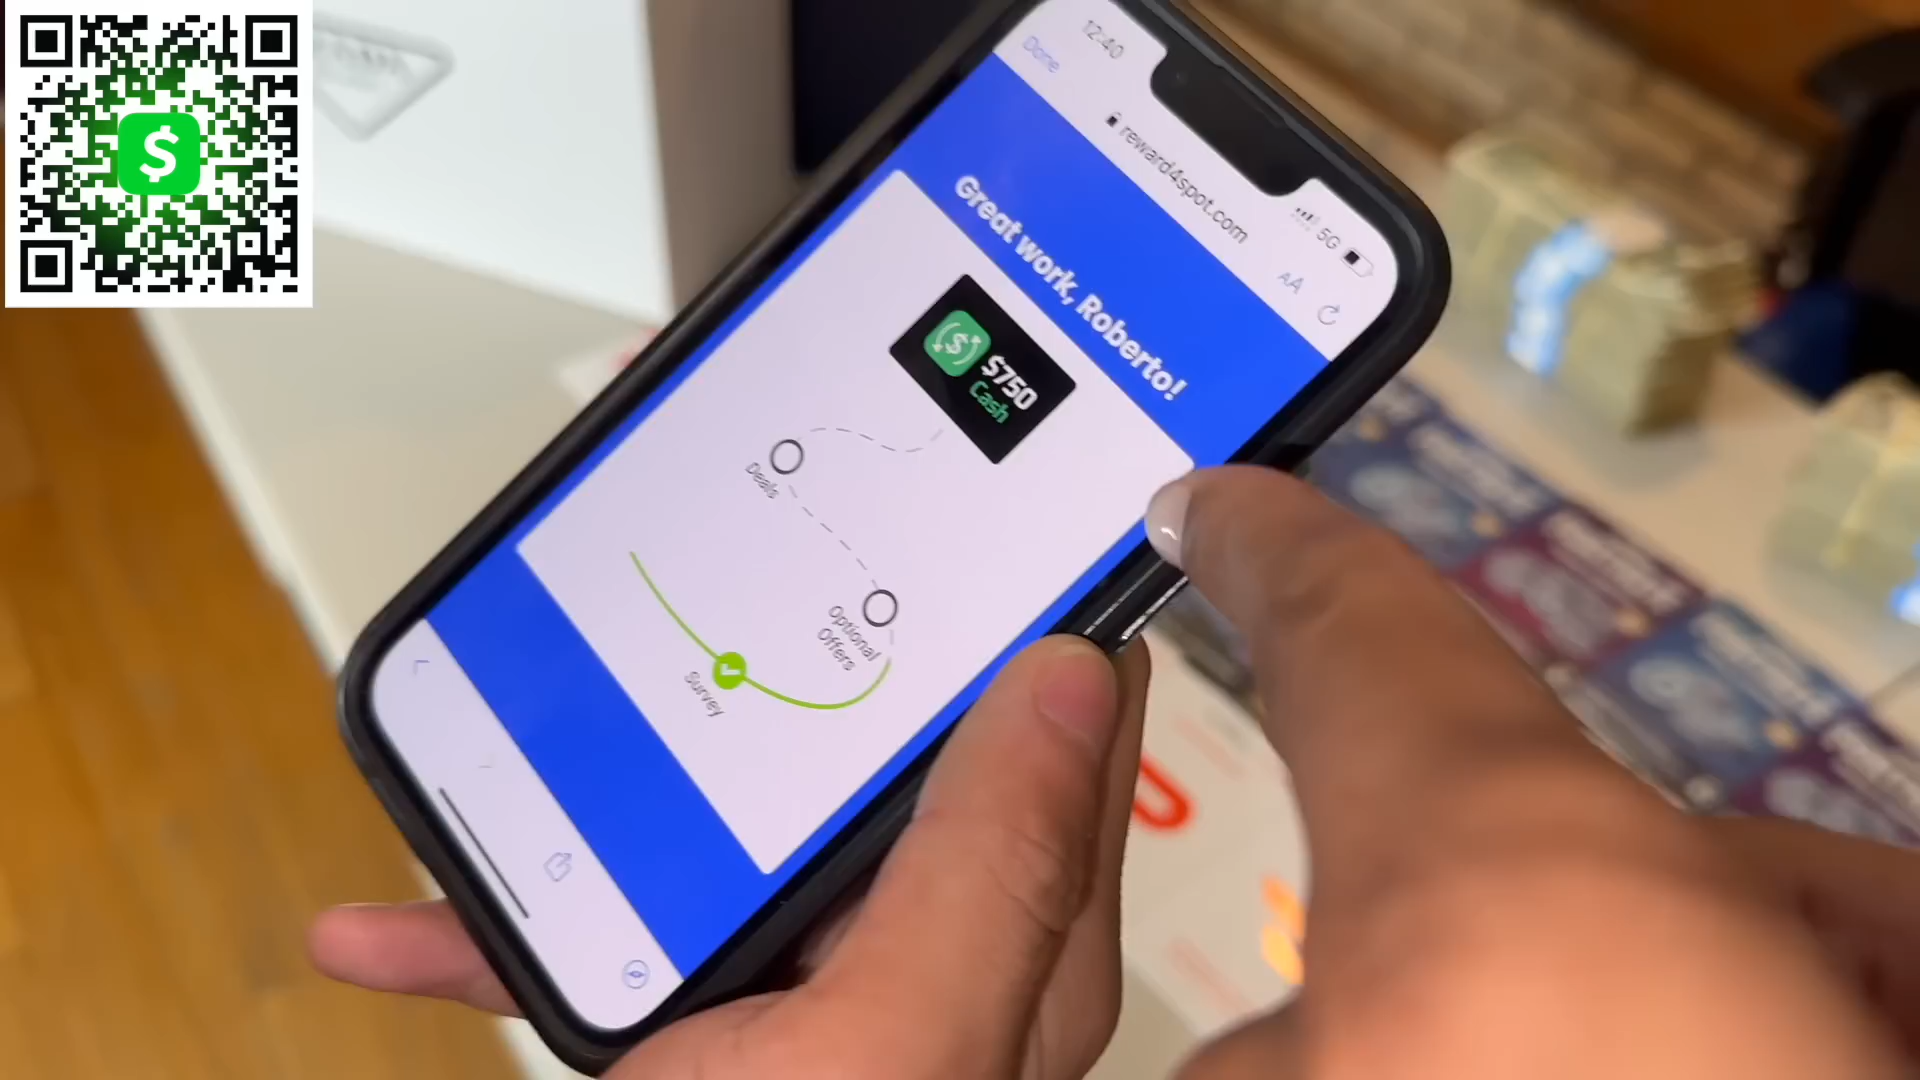 $
12:40
Done
reward4spot.com
5G
AA
Great work, Roberto!
$
$750
Cash
Deals
Optional
Offers
Survey